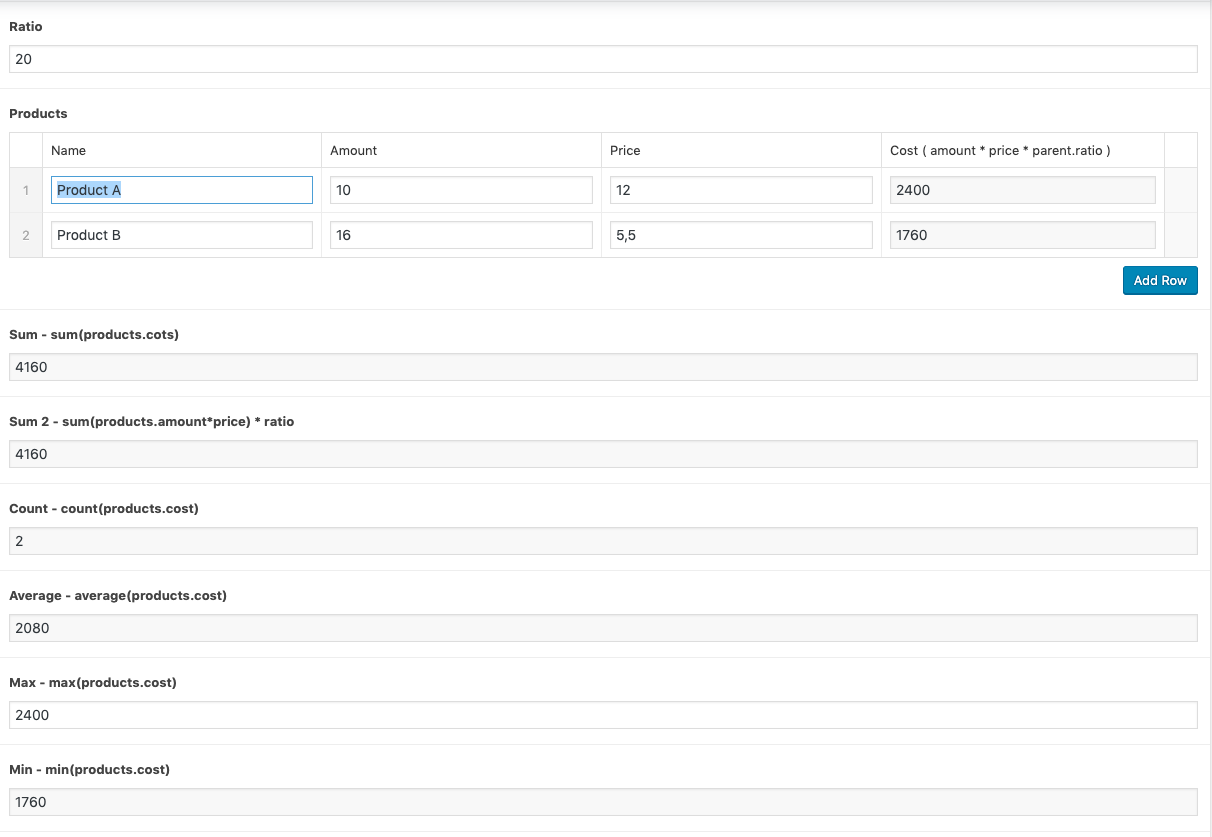 Ratio
20
Products
Name Amount Price Cost ( amount * price * parent.ratio )
1 Product A 10 12 2400
2 Product B 16 5,5 1760
Add Row
Sum - sum(products.cots)
4160
Sum 2 - sum(products.amount*price) * ratio
4160
Count - count(products.cost)
2
Average - average(products.cost)
2080
Max - max(products.cost)
2400
Min - min(products.cost)
1760